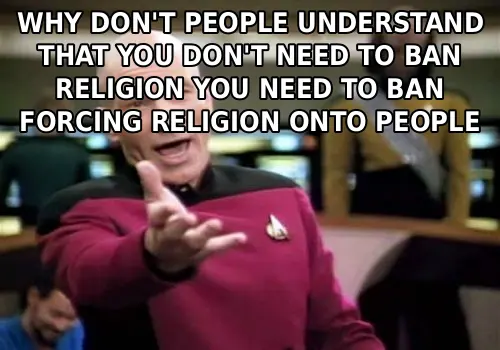 WHY DON'T PEOPLE UNDERSTAND
THAT YOU DON'T NEED TO BAN
RELIGION YOU NEED TO BAN
FORCING RELIGION ONTO PEOPLE